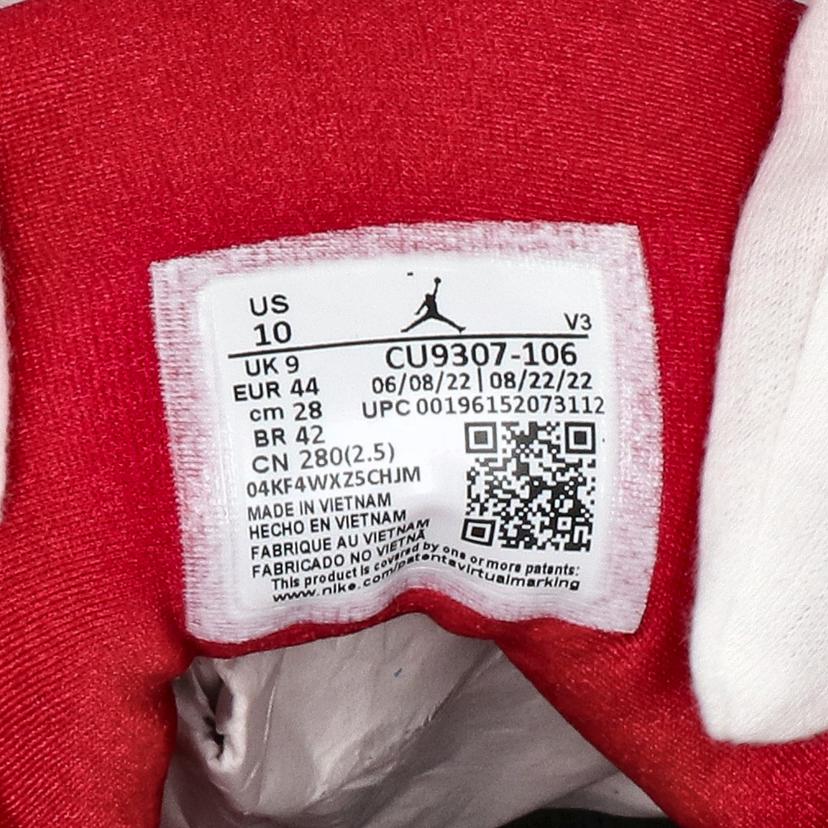 US
10
V3
UK 9
CU9307-106
EUR 44
06/08/22 | 08/22/22
cm 28
UPC 00196152073112
BR 42
CN 280(2.5)
04KF4WXZ5CHJM
MADE IN VIETNAM
HECHO EN VIETNAM
FABRIQUE AU VIETNAM
FABRICADO NO VIETNÃ
This product is covered by one or more patents:
www.nike.com/patentsvirtualmarking